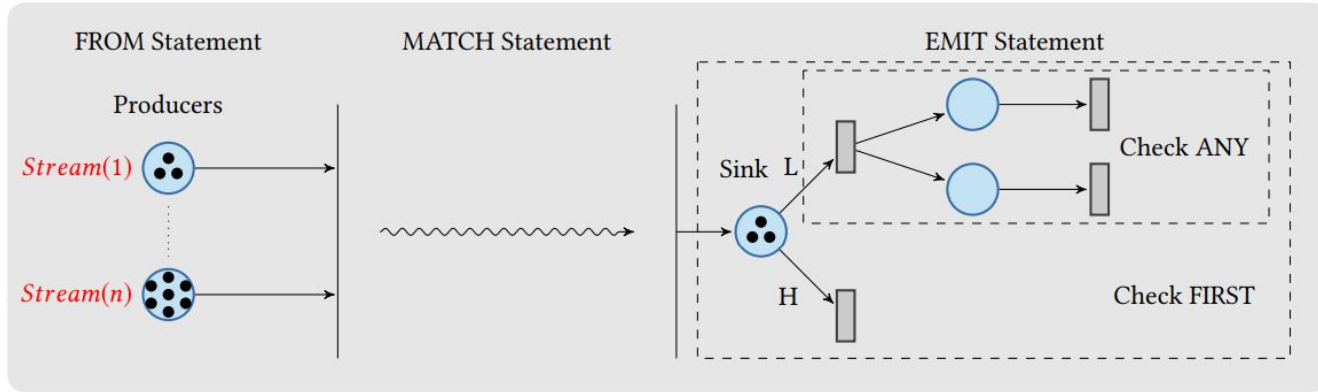 FROM Statement
MATCH Statement
EMIT Statement
Producers
Stream(1)
Sink
L
Check ANY
Stream(n)
H
Check FIRST